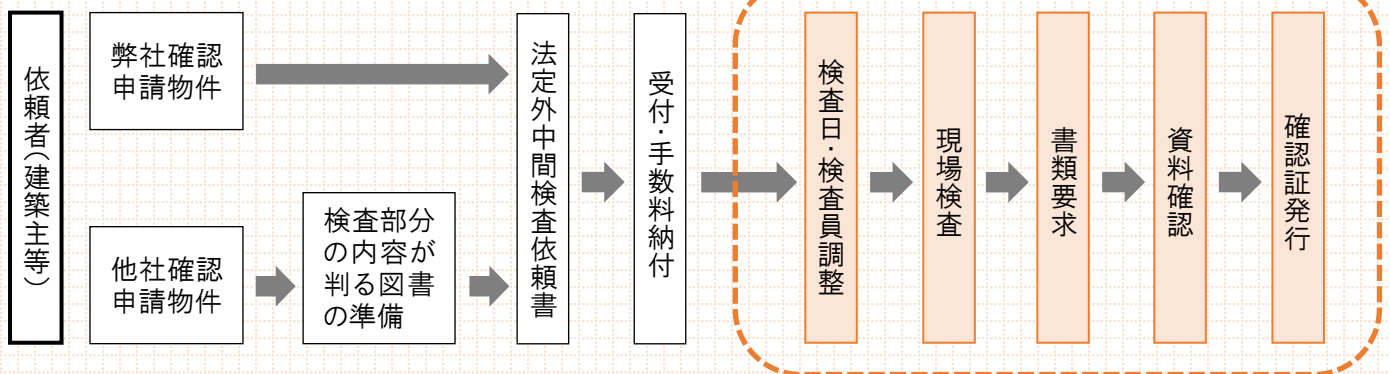 依頼者（建築主等）
弊社確認
申請物件
他社確認
申請物件
検査部分
の内容が
判る図書
の準備
法定外中間検査依頼書
受付・手数料納付
検査日・検査員調整
現場検査
書類要求
資料確認
確認証発行